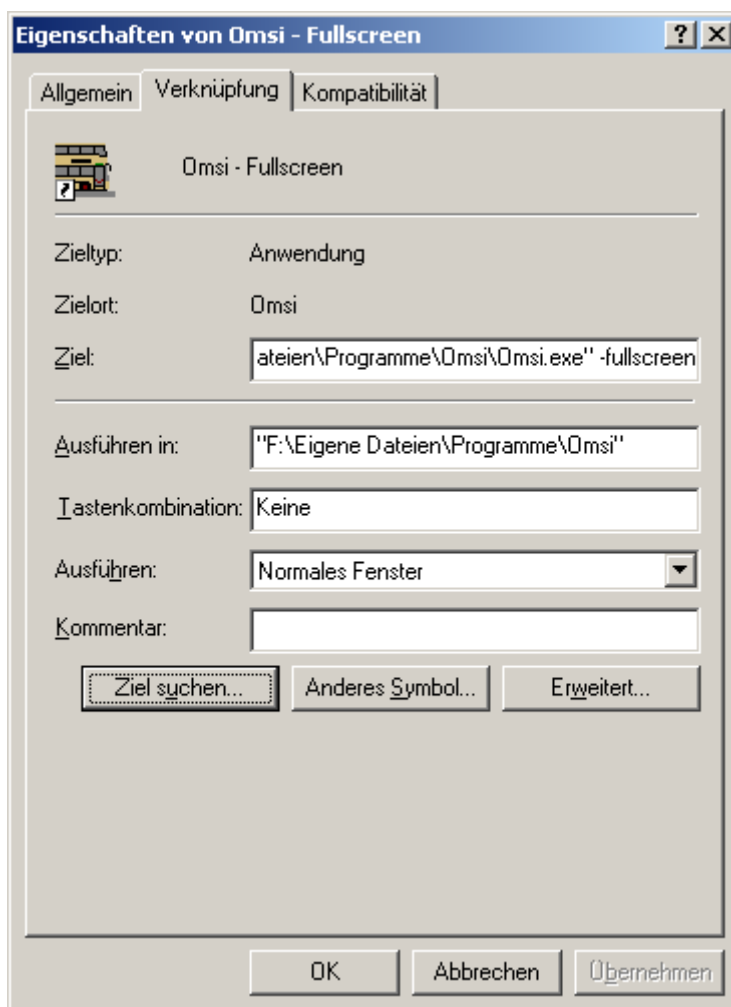 Eigenschaften von Omsi - Fullscreen
Allgemein Verknüpfung Kompatibilität
Omsi - Fullscreen
Zieltyp: Anwendung
Zielort: Omsi
Ziel: ateien\Programme\Omsi\Omsi.exe" -fullscreen
Ausführen in: "F:\Eigene Dateien\Programme\Omsi"
Tastenkombination: Keine
Ausführen: Normales Fenster
Kommentar:
Ziel suchen... Anderes Symbol... Erweitert...
OK Abbrechen Übernehmen